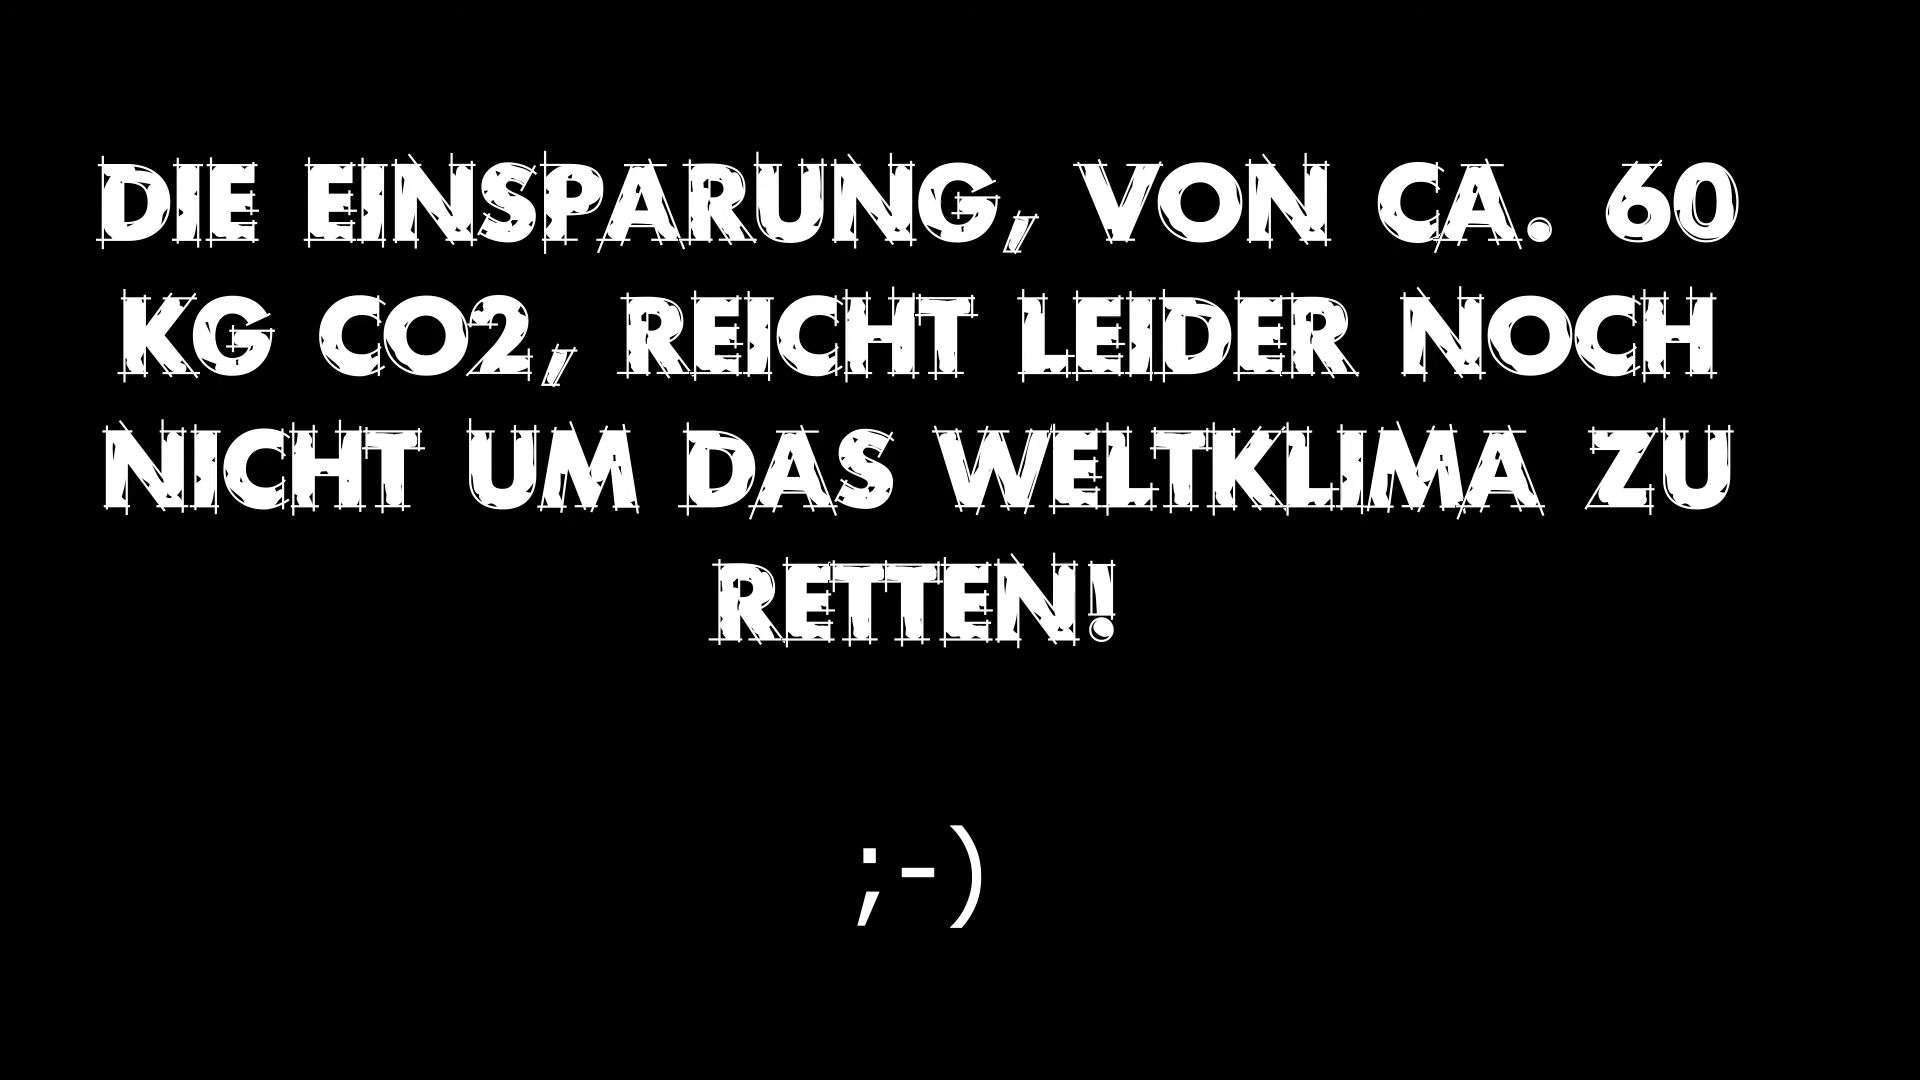 DIE EINSPARUNG, VON CA. 60
KG CO2, REICHT LEIDER NOCH
NICHT UM DAS WELTKLIMA ZU
RETTEN!
;-)